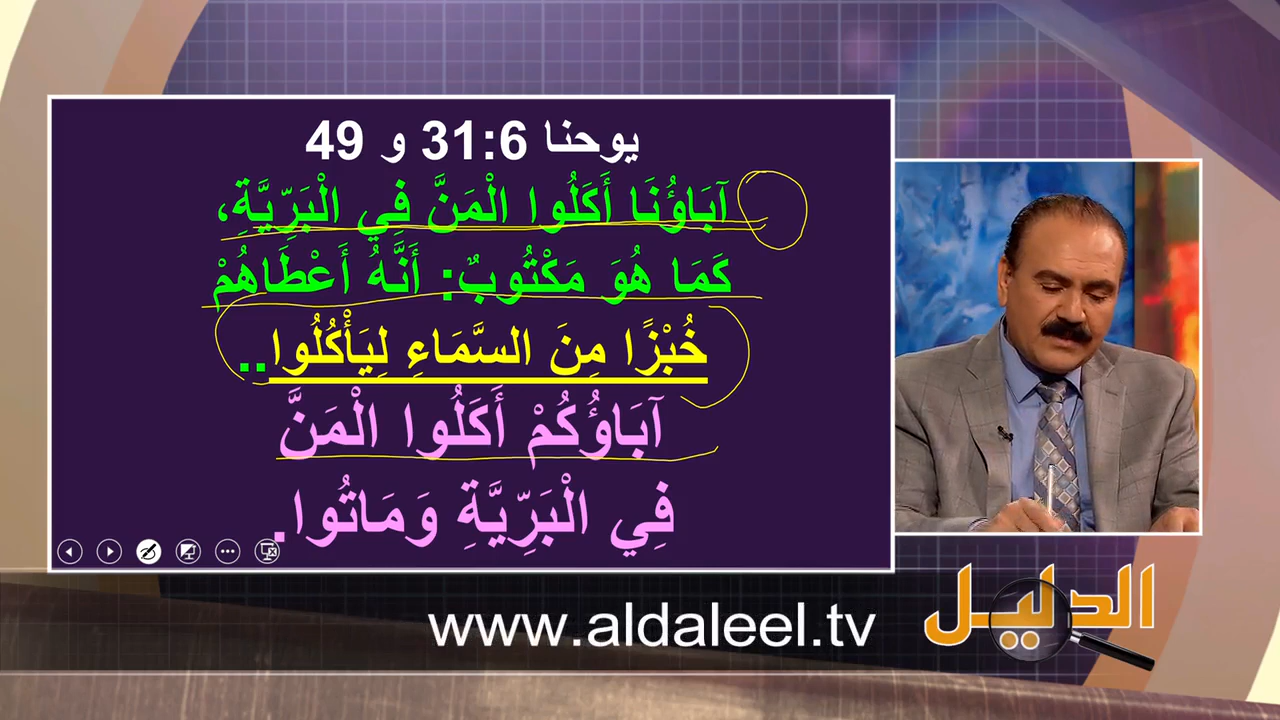 يوحنا 31:6 و 49
آبَاؤُنَا أَكَلُوا الْمَنَّ فِي الْبَرِّيَّةِ،
كَمَا هُوَ مَكْتُوبٌ: أَنَّهُ أَعْطَاهُمْ
خُبْزًا مِنَ السَّمَاءِ لِيَأْكُلُوا..
آبَاؤُكُمْ أَكَلُوا الْمَنَّ
فِي الْبَرِّيَّةِ وَمَاتُوا.
الدليل
www.aldaleel.tv